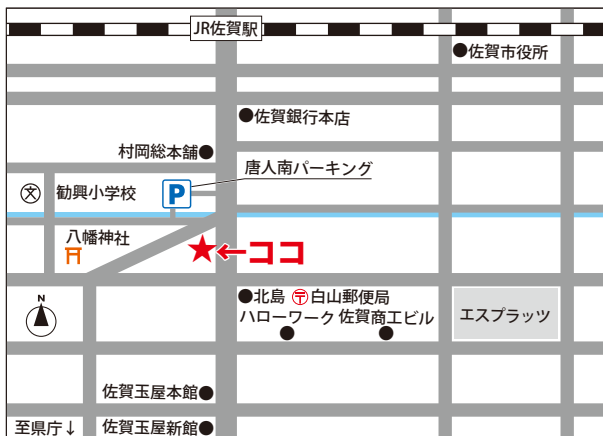 JR佐賀駅
●佐賀市役所
●佐賀銀行本店
村岡総本舗●
唐人南パーキング
文 勧興小学校
P
八幡神社
★←ココ
N
●北島 〒白山郵便局
ハローワーク 佐賀商工ビル
エスプラッツ
佐賀玉屋本館●
至県庁↓
佐賀玉屋新館●